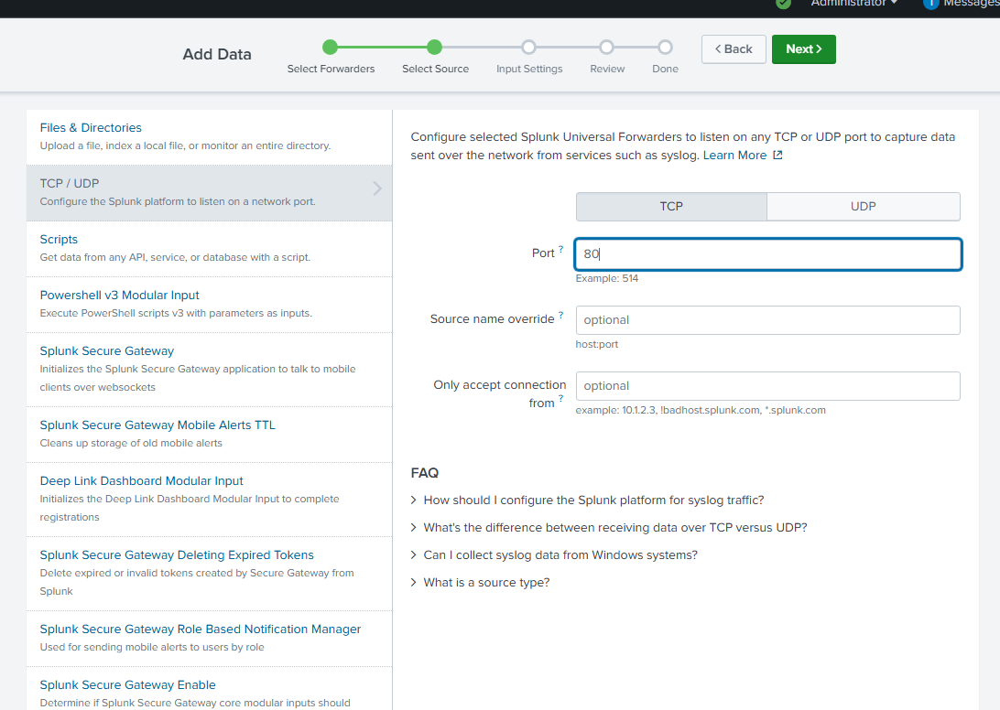 Administrator
i Messages
Add Data
Select Forwarders
Select Source
Input Settings
Review
Done
Back
Next
Files & Directories
Upload a file, index a local file, or monitor an entire directory.
TCP / UDP
Configure the Splunk platform to listen on a network port.
Scripts
Get data from any API, service, or database with a script.
Powershell v3 Modular Input
Execute PowerShell scripts v3 with parameters as inputs.
Splunk Secure Gateway
Initializes the Splunk Secure Gateway application to talk to mobile
clients over websockets
Splunk Secure Gateway Mobile Alerts TTL
Cleans up storage of old mobile alerts
Deep Link Dashboard Modular Input
Initializes the Deep Link Dashboard Modular Input to complete
registrations
Splunk Secure Gateway Deleting Expired Tokens
Delete expired or invalid tokens created by Secure Gateway from
Splunk
Splunk Secure Gateway Role Based Notification Manager
Used for sending mobile alerts to users by role
Splunk Secure Gateway Enable
Determine if Splunk Secure Gateway core modular inputs should
Configure selected Splunk Universal Forwarders to listen on any TCP or UDP port to capture data
sent over the network from services such as syslog. Learn More
TCP
UDP
Port ?
80
Example: 514
Source name override ?
optional
host:port
Only accept connection
from ?
optional
example: 10.1.2.3, !badhost.splunk.com, *.splunk.com
FAQ
> How should I configure the Splunk platform for syslog traffic?
> What's the difference between receiving data over TCP versus UDP?
> Can I collect syslog data from Windows systems?
> What is a source type?